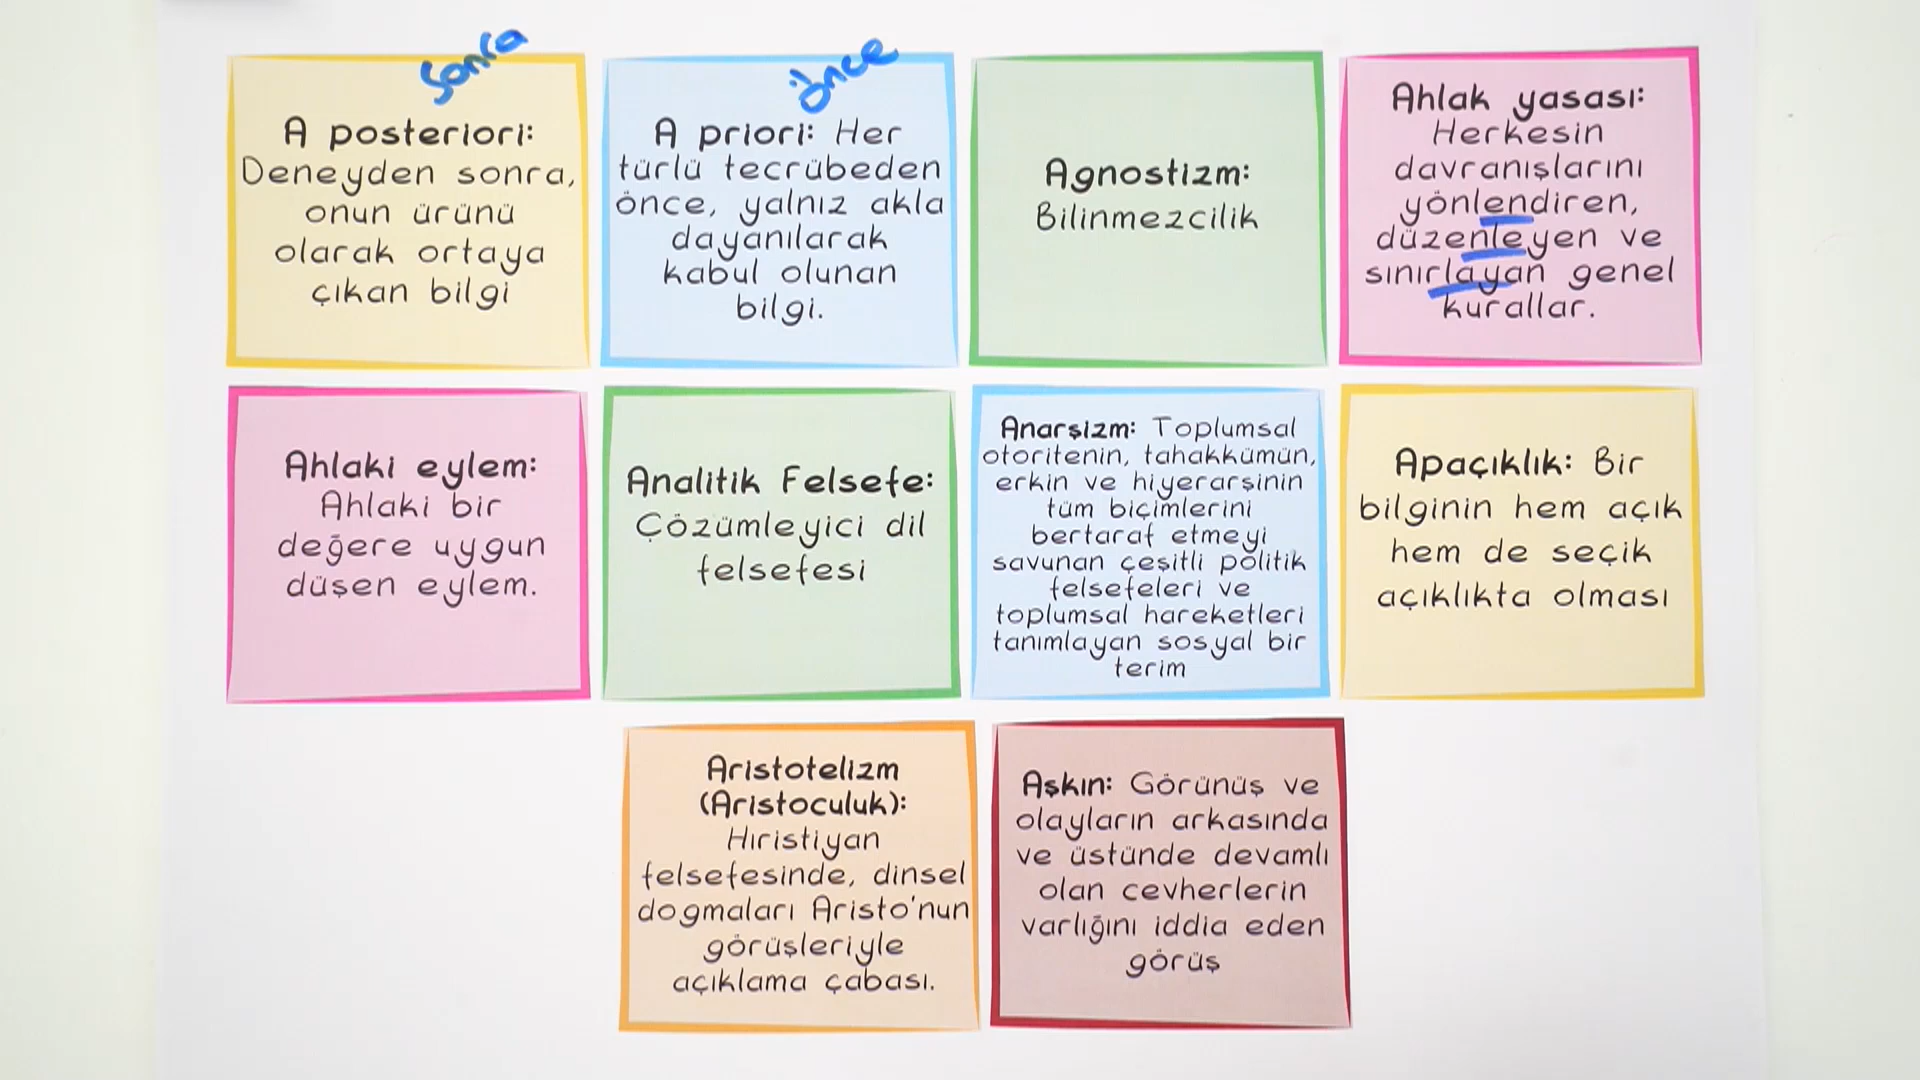 Sonra
A posteriori:
Deneyden sonra,
onun ürünü
olarak ortaya
çıkan bilgi
önce
A priori: Her
türlü tecrübeden
önce, yalnız akla
dayanılarak
kabul olunan
bilgi.
Agnostizm:
Bilinmezcilik
Ahlak yasası:
Herkesin
davranışlarını
yönlendiren,
düzenleyen ve
sınırlayan genel
kurallar.
Ahlaki eylem:
Ahlaki bir
değere uygun
düşen eylem.
Analitik Felsefe:
Çözümleyici dil
felsefesi
Anarşizm: Toplumsal
otoritenin, tahakkümün,
erkin ve hiyerarşinin
tüm biçimlerini
bertaraf etmeyi
savunan çeşitli politik
felsefeleri ve
toplumsal hareketleri
tanımlayan sosyal bir
terim
Apaçıklık: Bir
bilginin hem açık
hem de seçik
açıklıkta olması
Aristotelizm
(Aristoculuk):
Hıristiyan
felsefesinde, dinsel
dogmaları Aristo'nun
görüşleriyle
açıklama çabası.
Aşkın: Görünüş ve
olayların arkasında
ve üstünde devamlı
olan cevherlerin
varlığını iddia eden
görüş